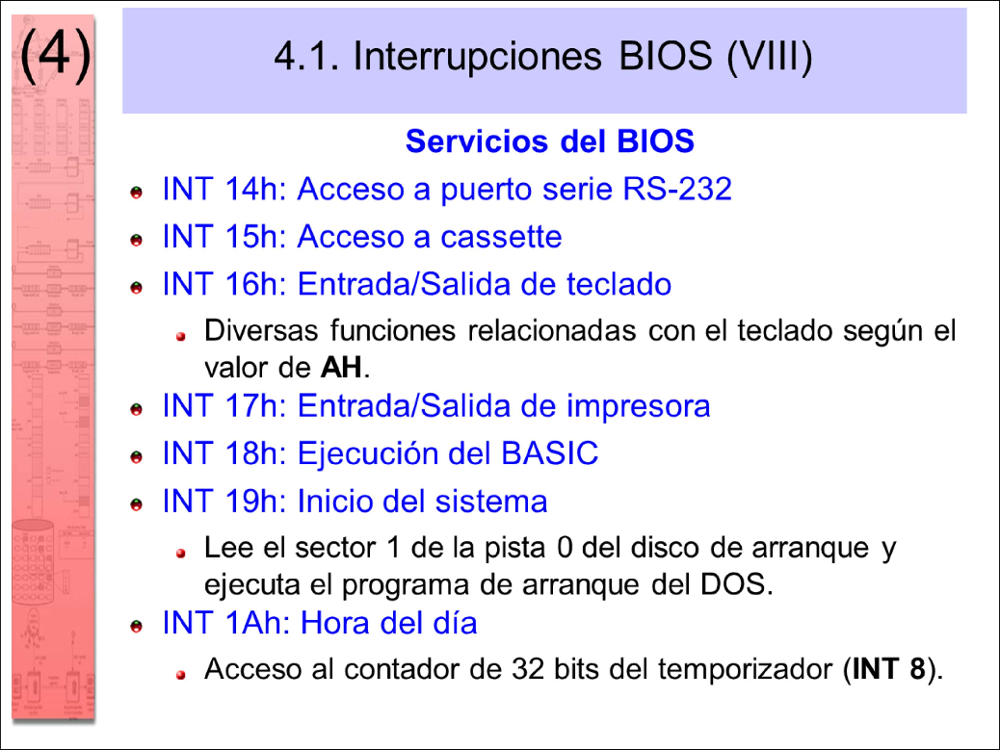 (4)
4.1. Interrupciones BIOS (VIII)
Servicios del BIOS
INT 14h: Acceso a puerto serie RS-232
INT 15h: Acceso a cassette
INT 16h: Entrada/Salida de teclado
Diversas funciones relacionadas con el teclado según el
valor de AH.
INT 17h: Entrada/Salida de impresora
INT 18h: Ejecución del BASIC
INT 19h: Inicio del sistema
Lee el sector 1 de la pista 0 del disco de arranque y
ejecuta el programa de arranque del DOS.
INT 1Ah: Hora del día
Acceso al contador de 32 bits del temporizador (INT 8).